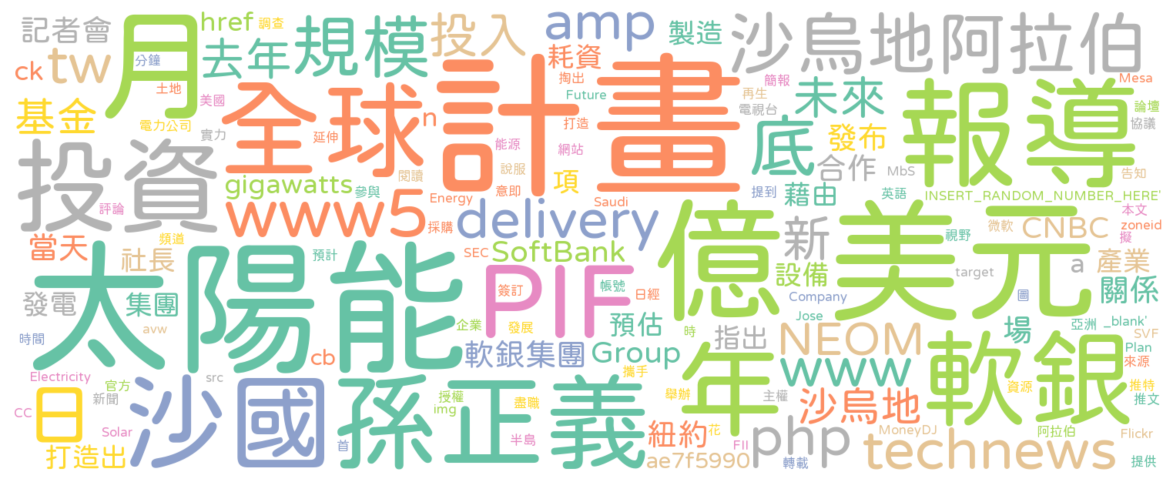 記者會
月
href
調查
去年
規模
投入
amp
製造
沙烏地阿拉伯
ck
tw
分鐘
土地
美國
耗資
掏出
Future
打造
簡報
再生
電視台
未來
報導
Mesa
論壇
協議
基金
電力公司
實力
全球
延伸
n
計畫
能源
網站
底
發布
合作
MbS
告知
投資
評論
gigawatts
參與
閱讀
說服
意即
Energy
項
Saudi
提到
藉由
英語
INSERT_RANDOM_NUMBER_HERE'
本文
zoneid
擬
www5
採購
delivery
億
美元
新
視野
微軟
CNBC
當天
頻道
社長
太陽能
預計
SEC
SoftBank
PIF
簽訂
帳號
日經
設備
a
target
產業
關係
發電
集團
Company
圖
Jose
場
亞洲
_blank'
SVF
時間
avw
cb
企業
發展
預估
時
指出
NEOM
Plan
來源
軟銀集團
Group
攜手
年
www
軟銀
Electricity
官方
src
日
沙國
孫正義
舉辦
主權
沙烏地
資源
推特
推文
新聞
授權
img
盡職
CC
Solar
首
半島
紐約
花
FII
php
MoneyDJ
阿拉伯
Flickr
打造出
ae7f5990
轉載
technews
提供